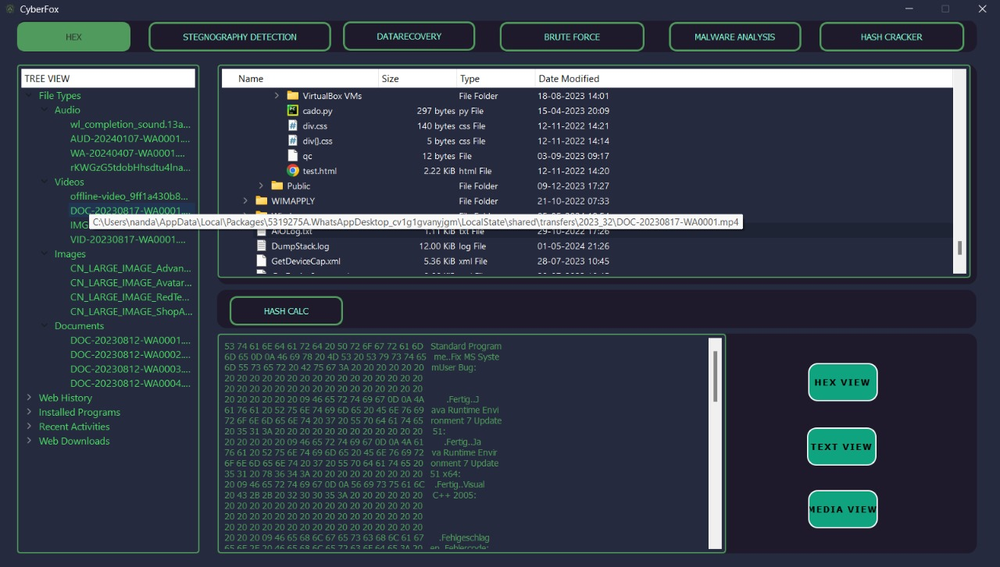 CyberFox
HEX
STEGNOGRAPHY DETECTION
DATARECOVERY
BRUTE FORCE
MALWARE ANALYSIS
HASH CRACKER
TREE VIEW
File Types
Audio
wl_completion_sound.13a...
AUD-20240107-WA0001....
WA-20240407-WA0001....
rKWGzG5tdobHhsdtu4lna...
Videos
offline-video_9ff1a430b8...
DOC-20230817-WA0001....
IMG
VID-20230817-WA0001....
Images
CN_LARGE_IMAGE_Advan...
CN_LARGE_IMAGE_Avatar...
CN_LARGE_IMAGE_RedTe...
CN_LARGE_IMAGE_ShopA...
Documents
DOC-20230812-WA0001....
DOC-20230812-WA0002....
DOC-20230812-WA0003....
DOC-20230812-WA0004....
Web History
Installed Programs
Recent Activities
Web Downloads
Name Size Type Date Modified
VirtualBox VMs File Folder 18-08-2023 14:01
cado.py 297 bytes py File 15-04-2023 20:09
div.css 140 bytes css File 12-11-2022 14:21
div().css 5 bytes css File 12-11-2022 14:14
qc 12 bytes File 03-09-2023 09:17
test.html 2.22 KiB html File 12-11-2022 14:20
Public File Folder 09-12-2023 17:27
WIMAPPLY File Folder 21-10-2022 07:33
C:\Users\nanda\AppData\Local\Packages\5319275A.WhatsAppDesktop_cv1g1gvanyjgm\LocalState\shared\transfers\2023_32\DOC-20230817-WA0001.mp4
AiOLog.txt 1.11 KiB txt File 29-10-2022 17:26
DumpStack.log 12.00 KiB log File 01-05-2024 21:26
GetDeviceCap.xml 5.36 KiB xml File 28-07-2023 10:45
HASH CALC
53 74 61 6E 64 61 72 64 20 50 72 6F 67 72 61 6D Standard Program
6D 65 0D 0A 46 69 78 20 4D 53 20 53 79 73 74 65 me..Fix MS Syste
6D 55 73 65 72 20 42 75 67 3A 20 20 20 20 20 20 mUser Bug:
20 20 20 20 20 20 20 20 20 20 20 20 20 20 20 20
20 20 20 20 20 20 20 20 20 20 20 20 20 20 20 20
20 20 20 20 20 20 09 46 65 72 74 69 67 0D 0A 4A .Fertig..J
61 76 61 20 52 75 6E 74 69 6D 65 20 45 6E 76 69 ava Runtime Envi
72 6F 6E 6D 65 6E 74 20 37 20 55 70 64 61 74 65 ronment 7 Update
20 35 31 3A 20 20 20 20 20 20 20 20 20 20 20 20 51:
20 20 20 20 20 09 46 65 72 74 69 67 0D 0A 4A 61 .Fertig..Ja
76 61 20 52 75 6E 74 69 6D 65 20 45 6E 76 69 72 va Runtime Envir
6F 6E 6D 65 6E 74 20 37 20 55 70 64 61 74 65 20 onment 7 Update
35 31 20 78 36 34 3A 20 20 20 20 20 20 20 20 20 51 x64:
20 09 46 65 72 74 69 67 0D 0A 56 69 73 75 61 6C .Fertig..Visual
20 43 2B 2B 20 32 30 30 35 3A 20 20 20 20 20 20 C++ 2005:
20 20 20 20 20 20 20 20 20 20 20 20 20 20 20 20
20 20 20 20 20 20 20 20 20 20 20 20 20 20 20 20
20 20 20 20 20 20 20 20 20 20 20 20 20 20 20 20
20 20 20 09 46 65 68 6C 67 65 73 63 68 6C 61 67 .Fehlgeschlag
65 6E 2E 20 46 65 68 6C 65 72 63 6F 64 65 3A 20 en. Fehlercode:
HEX VIEW
TEXT VIEW
MEDIA VIEW